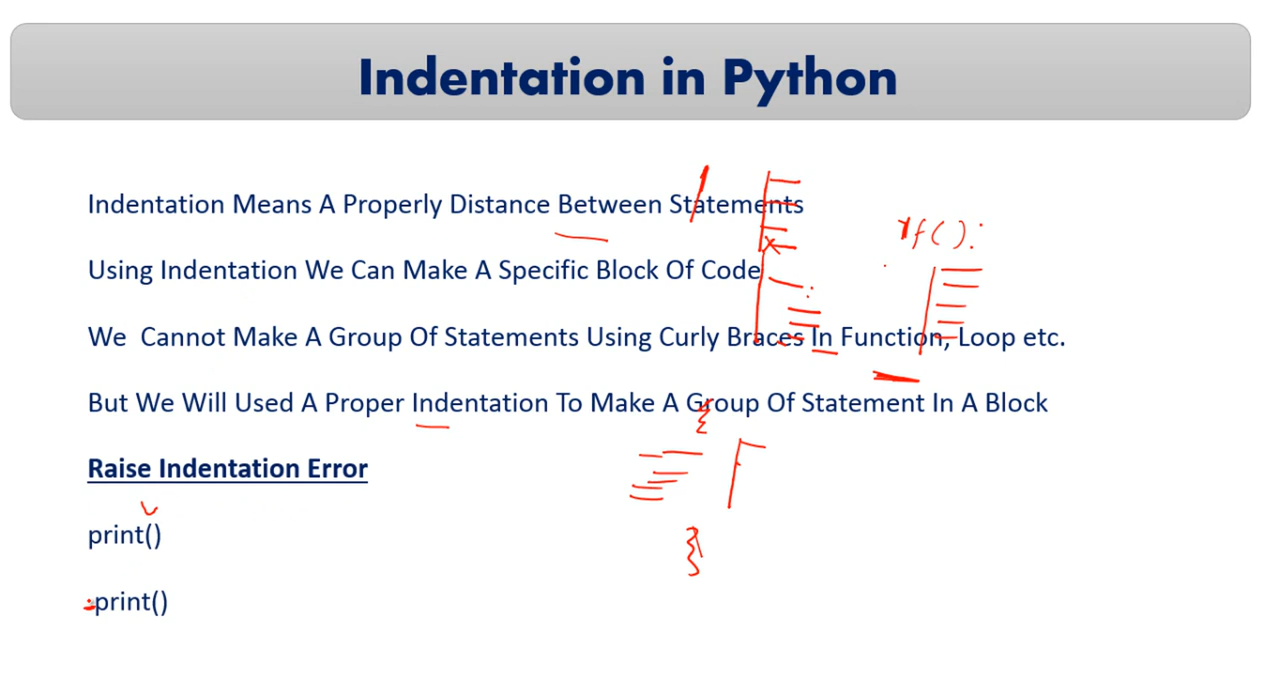 Indentation in Python
Indentation Means A Properly Distance Between Statements
if():
Using Indentation We Can Make A Specific Block Of Code
We Cannot Make A Group Of Statements Using Curly Braces In Function, Loop etc.
But We Will Used A Proper Indentation To Make A Group Of Statement In A Block
{
Raise Indentation Error
print()
}
print()